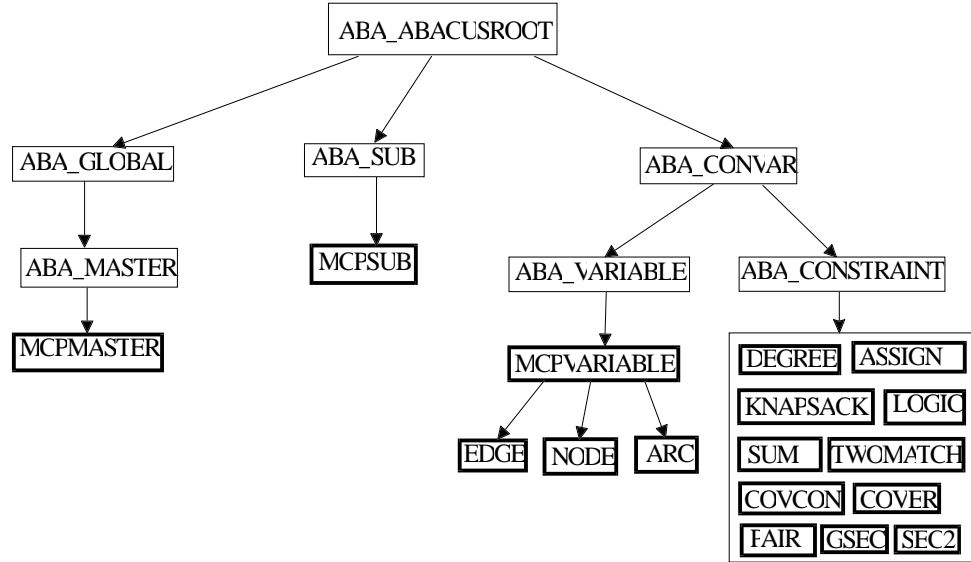 ABA_ABACUSROOT
ABA_GLOBAL
ABA_SUB
ABA_CONVAR
ABA_MASTER
MCPSUB
ABA_VARIABLE
ABA_CONSTRAINT
MCPMASTER
MCPVARIABLE
DEGREE
ASSIGN
KNAPSACK
LOGIC
EDGE
NODE
ARC
SUM
TWOMATCH
COVCON
COVER
FAIR
GSEC
SEC2